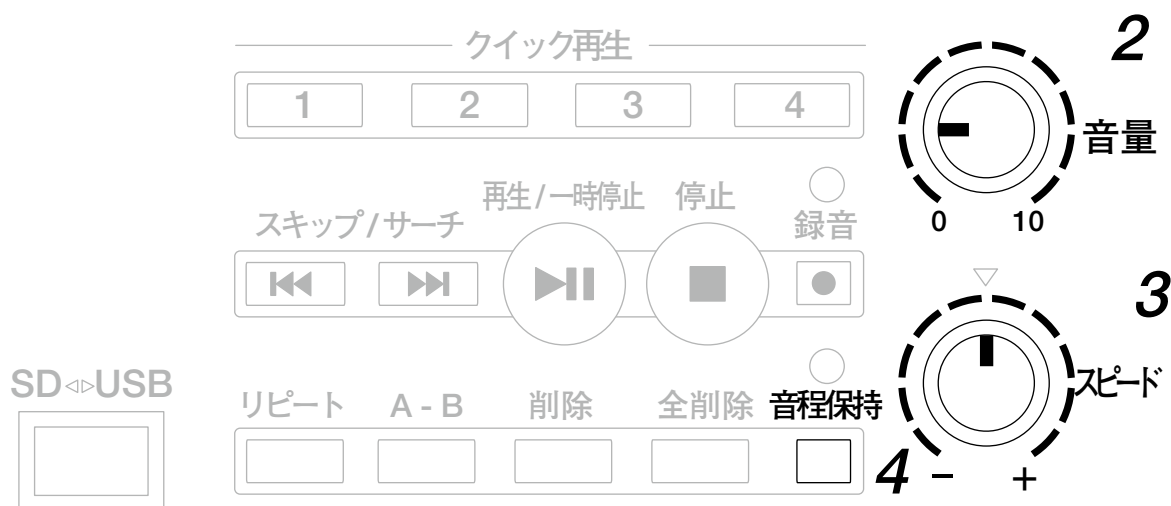 クイック再生
2
1 2 3 4
音量
0 10
再生/一時停止 停止
スキップ/サーチ
録音
3
SD◁▷USB
スピード
リピート A - B 削除 全削除 音程保持
4
− +